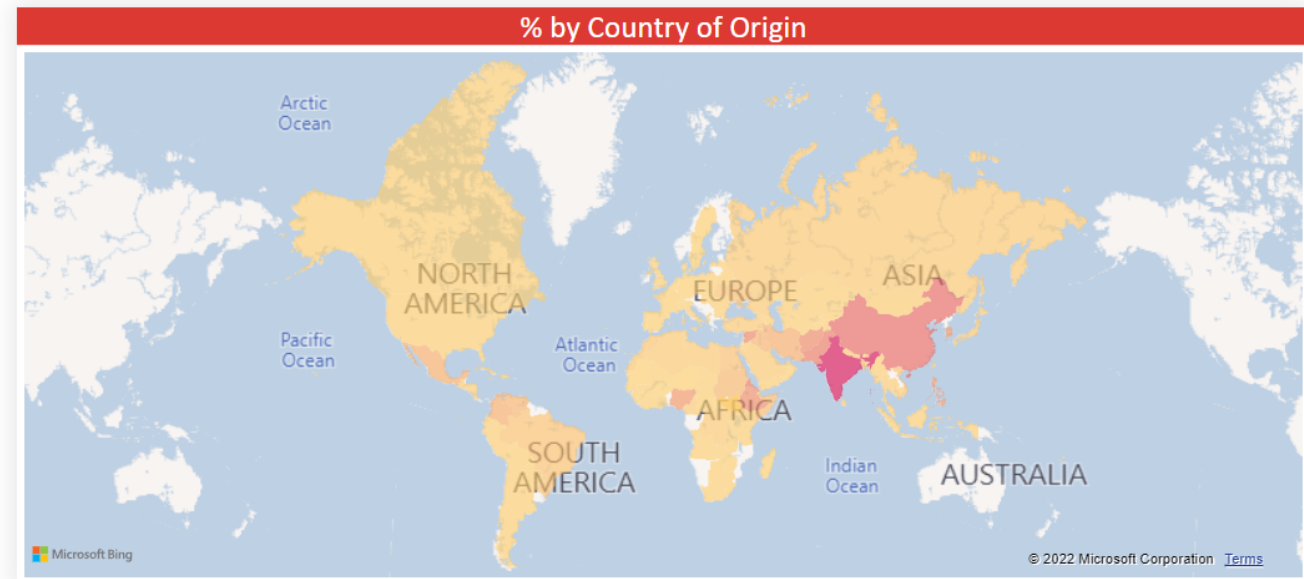 % by Country of Origin
Arctic
Ocean
NORTH
AMERICA
EUROPE
ASIA
Pacific
Ocean
Atlantic
Ocean
AFRICA
SOUTH
AMERICA
Indian
Ocean
AUSTRALIA
Microsoft Bing
© 2022 Microsoft Corporation Terms